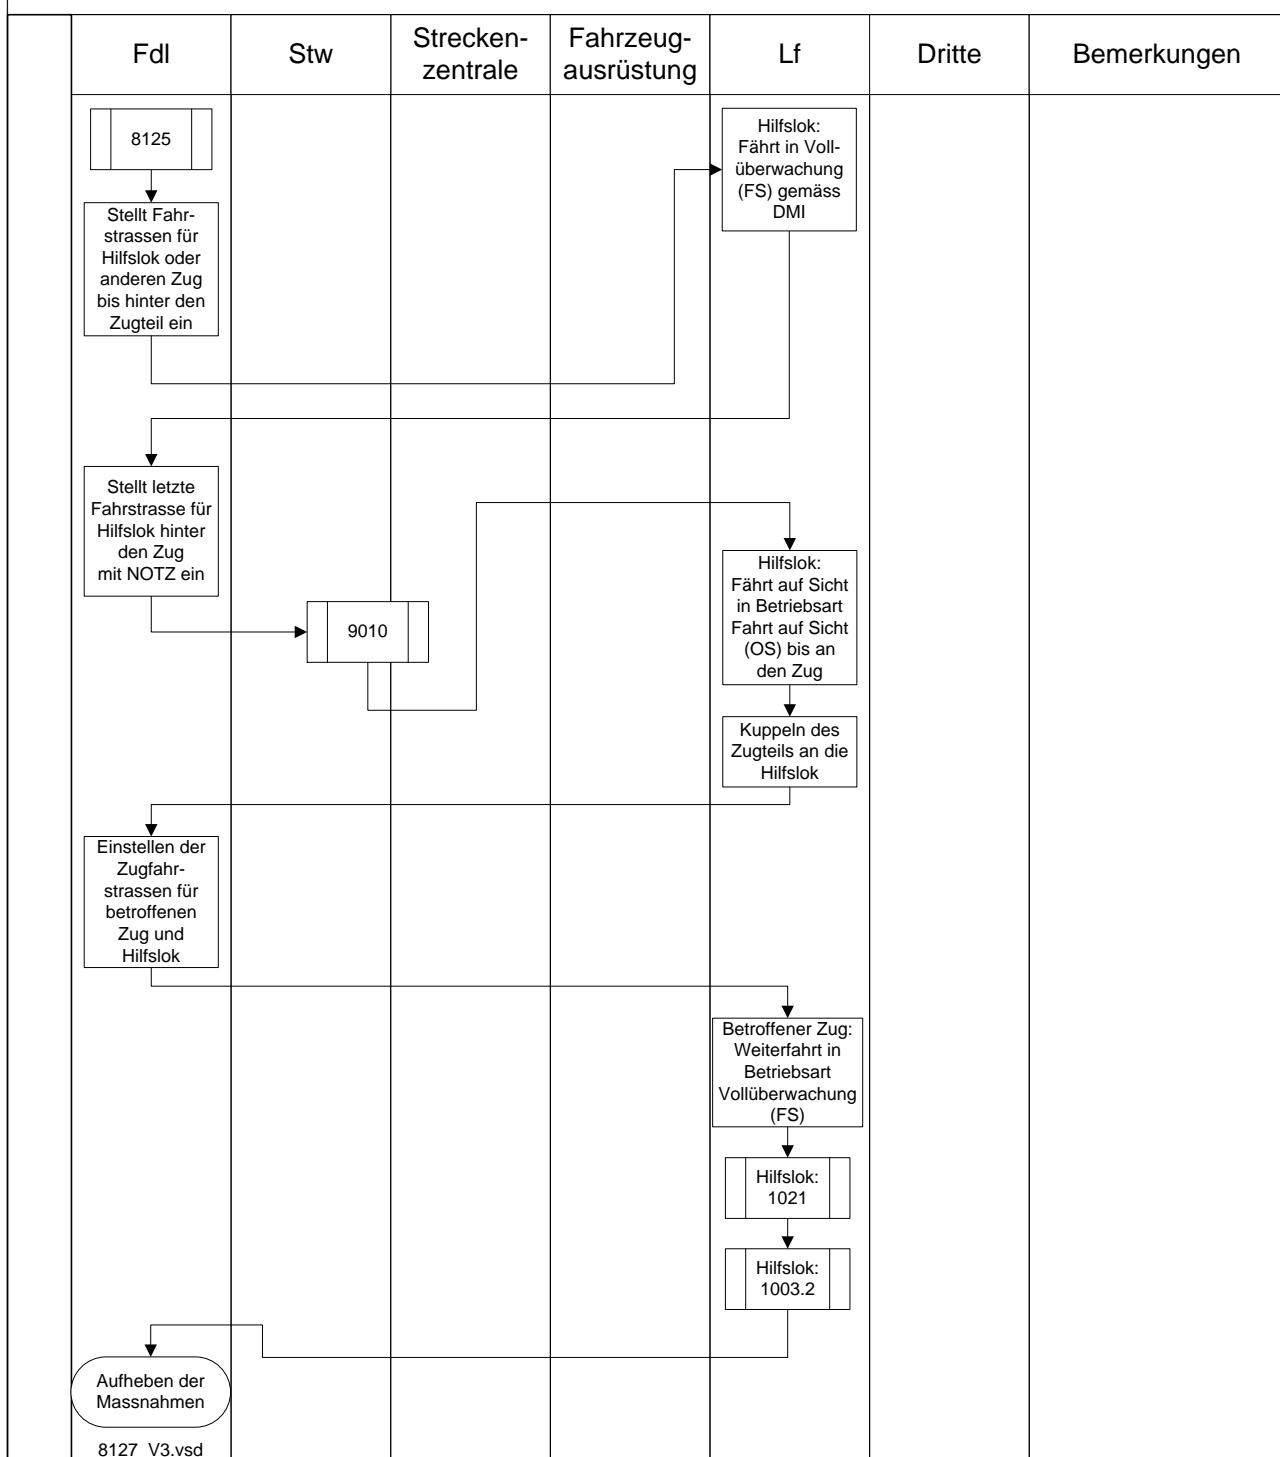 Fdl
Stw
Strecken-
zentrale
Fahrzeug-
ausrüstung
Lf
Dritte
Bemerkungen
8125
Hilfslok:
Fährt in Voll-
überwachung
(FS) gemäss
DMI
Stellt Fahr-
strassen für
Hilfslok oder
anderen Zug
bis hinter den
Zugteil ein
Stellt letzte
Fahrstrasse für
Hilfslok hinter
den Zug
mit NOTZ ein
9010
Hilfslok:
Fährt auf Sicht
in Betriebsart
Fahrt auf Sicht
(OS) bis an
den Zug
Kuppeln des
Zugteils an die
Hilfslok
Einstellen der
Zugfahr-
strassen für
betroffenen
Zug und
Hilfslok
Betroffener Zug:
Weiterfahrt in
Betriebsart
Vollüberwachung
(FS)
Hilfslok:
1021
Hilfslok:
1003.2
Aufheben der
Massnahmen
8127_V3.vsd